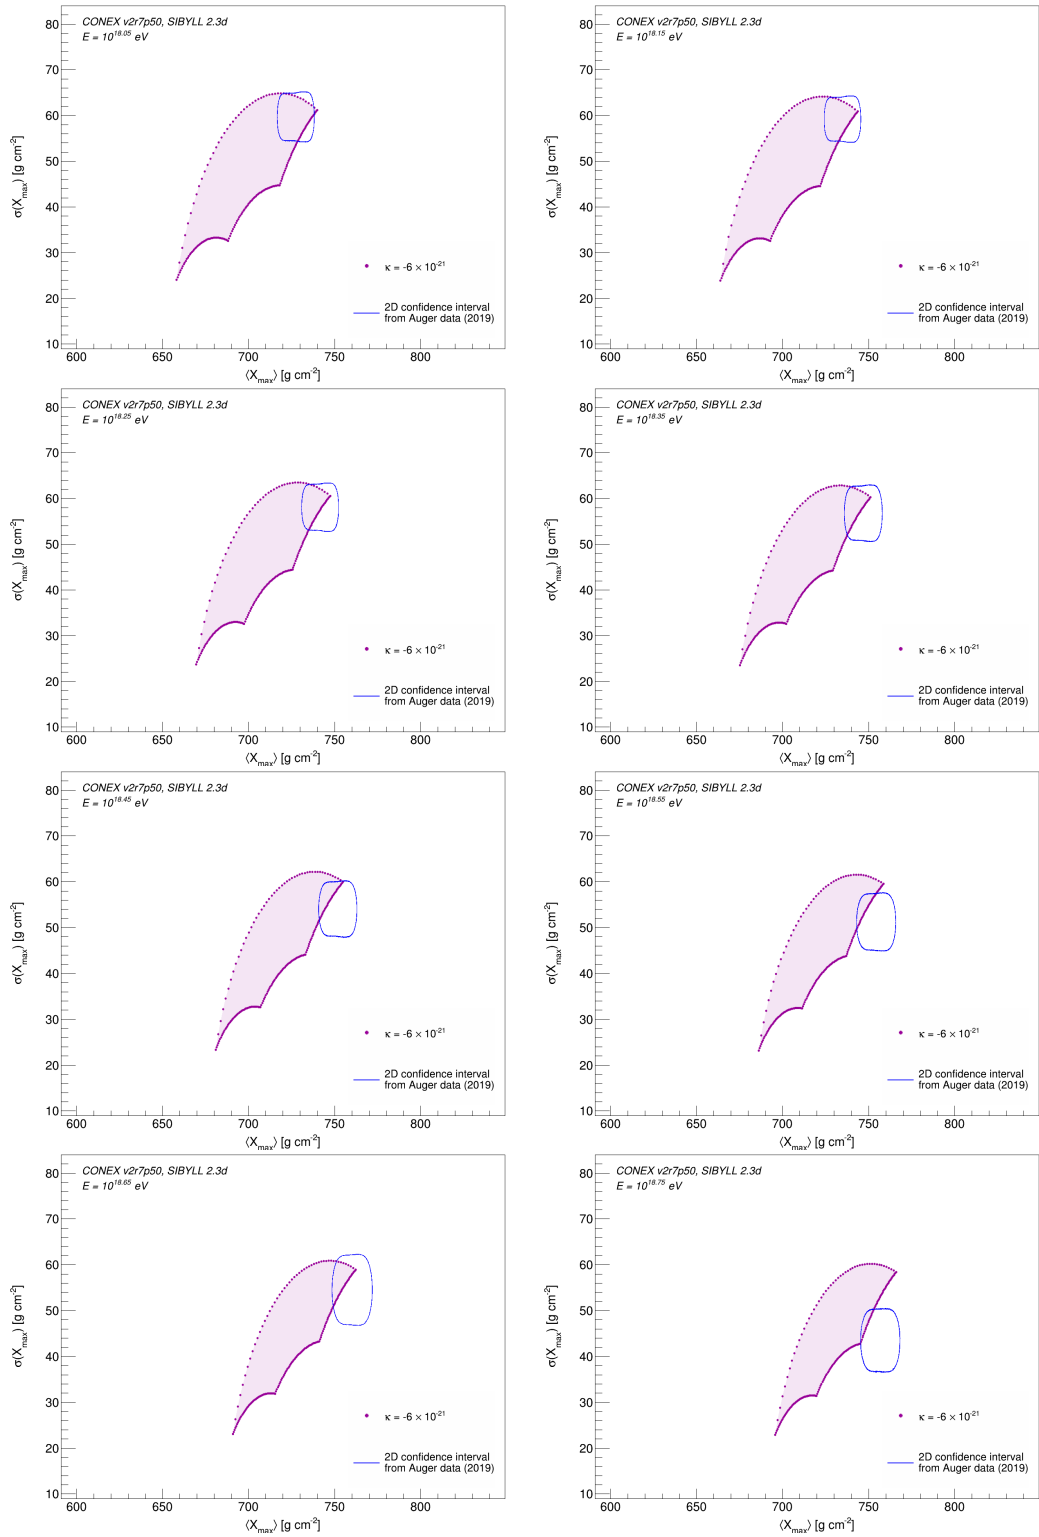 CONEX v2r7p50, SIBYLL 2.3d
E = 10^18.05 eV
80
70
60
50
40
30
20
10
σ(X_max) [g cm^-2]
κ = -6 × 10^-21
2D confidence interval
from Auger data (2019)
600 650 700 750 800
⟨X_max⟩ [g cm^-2]
CONEX v2r7p50, SIBYLL 2.3d
E = 10^18.15 eV
80
70
60
50
40
30
20
10
σ(X_max) [g cm^-2]
κ = -6 × 10^-21
2D confidence interval
from Auger data (2019)
600 650 700 750 800
⟨X_max⟩ [g cm^-2]
CONEX v2r7p50, SIBYLL 2.3d
E = 10^18.25 eV
80
70
60
50
40
30
20
10
σ(X_max) [g cm^-2]
κ = -6 × 10^-21
2D confidence interval
from Auger data (2019)
600 650 700 750 800
⟨X_max⟩ [g cm^-2]
CONEX v2r7p50, SIBYLL 2.3d
E = 10^18.35 eV
80
70
60
50
40
30
20
10
σ(X_max) [g cm^-2]
κ = -6 × 10^-21
2D confidence interval
from Auger data (2019)
600 650 700 750 800
⟨X_max⟩ [g cm^-2]
CONEX v2r7p50, SIBYLL 2.3d
E = 10^18.45 eV
80
70
60
50
40
30
20
10
σ(X_max) [g cm^-2]
κ = -6 × 10^-21
2D confidence interval
from Auger data (2019)
600 650 700 750 800
⟨X_max⟩ [g cm^-2]
CONEX v2r7p50, SIBYLL 2.3d
E = 10^18.55 eV
80
70
60
50
40
30
20
10
σ(X_max) [g cm^-2]
κ = -6 × 10^-21
2D confidence interval
from Auger data (2019)
600 650 700 750 800
⟨X_max⟩ [g cm^-2]
CONEX v2r7p50, SIBYLL 2.3d
E = 10^18.65 eV
80
70
60
50
40
30
20
10
σ(X_max) [g cm^-2]
κ = -6 × 10^-21
2D confidence interval
from Auger data (2019)
600 650 700 750 800
⟨X_max⟩ [g cm^-2]
CONEX v2r7p50, SIBYLL 2.3d
E = 10^18.75 eV
80
70
60
50
40
30
20
10
σ(X_max) [g cm^-2]
κ = -6 × 10^-21
2D confidence interval
from Auger data (2019)
600 650 700 750 800
⟨X_max⟩ [g cm^-2]